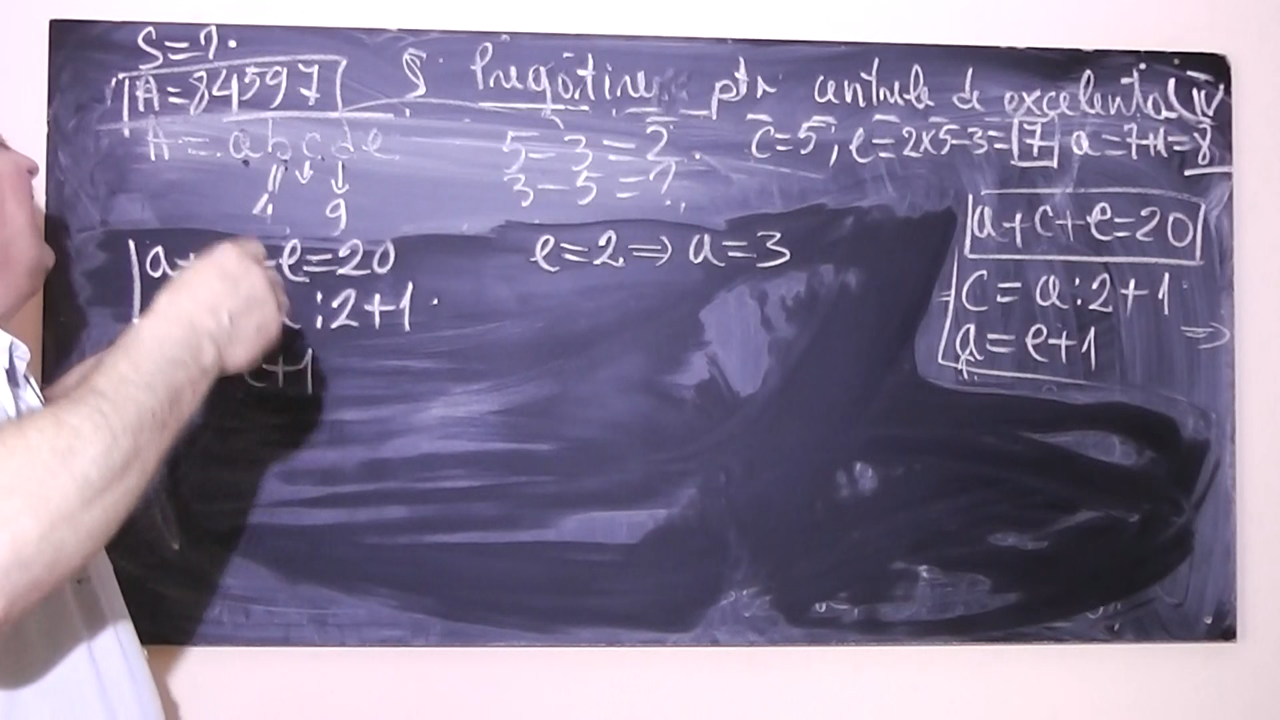 S=?.
A=84597
§ Pregătire ptr centrele de excelență IV
A=abcde
4 9
5-3=?
3-5=?
c=5; e=2x5-3=7 a=7+1=8
a+ e=20
:2+1
+1
e=2⇒a=3
a+c+e=20
c=a:2+1
a=e+1 ⇒